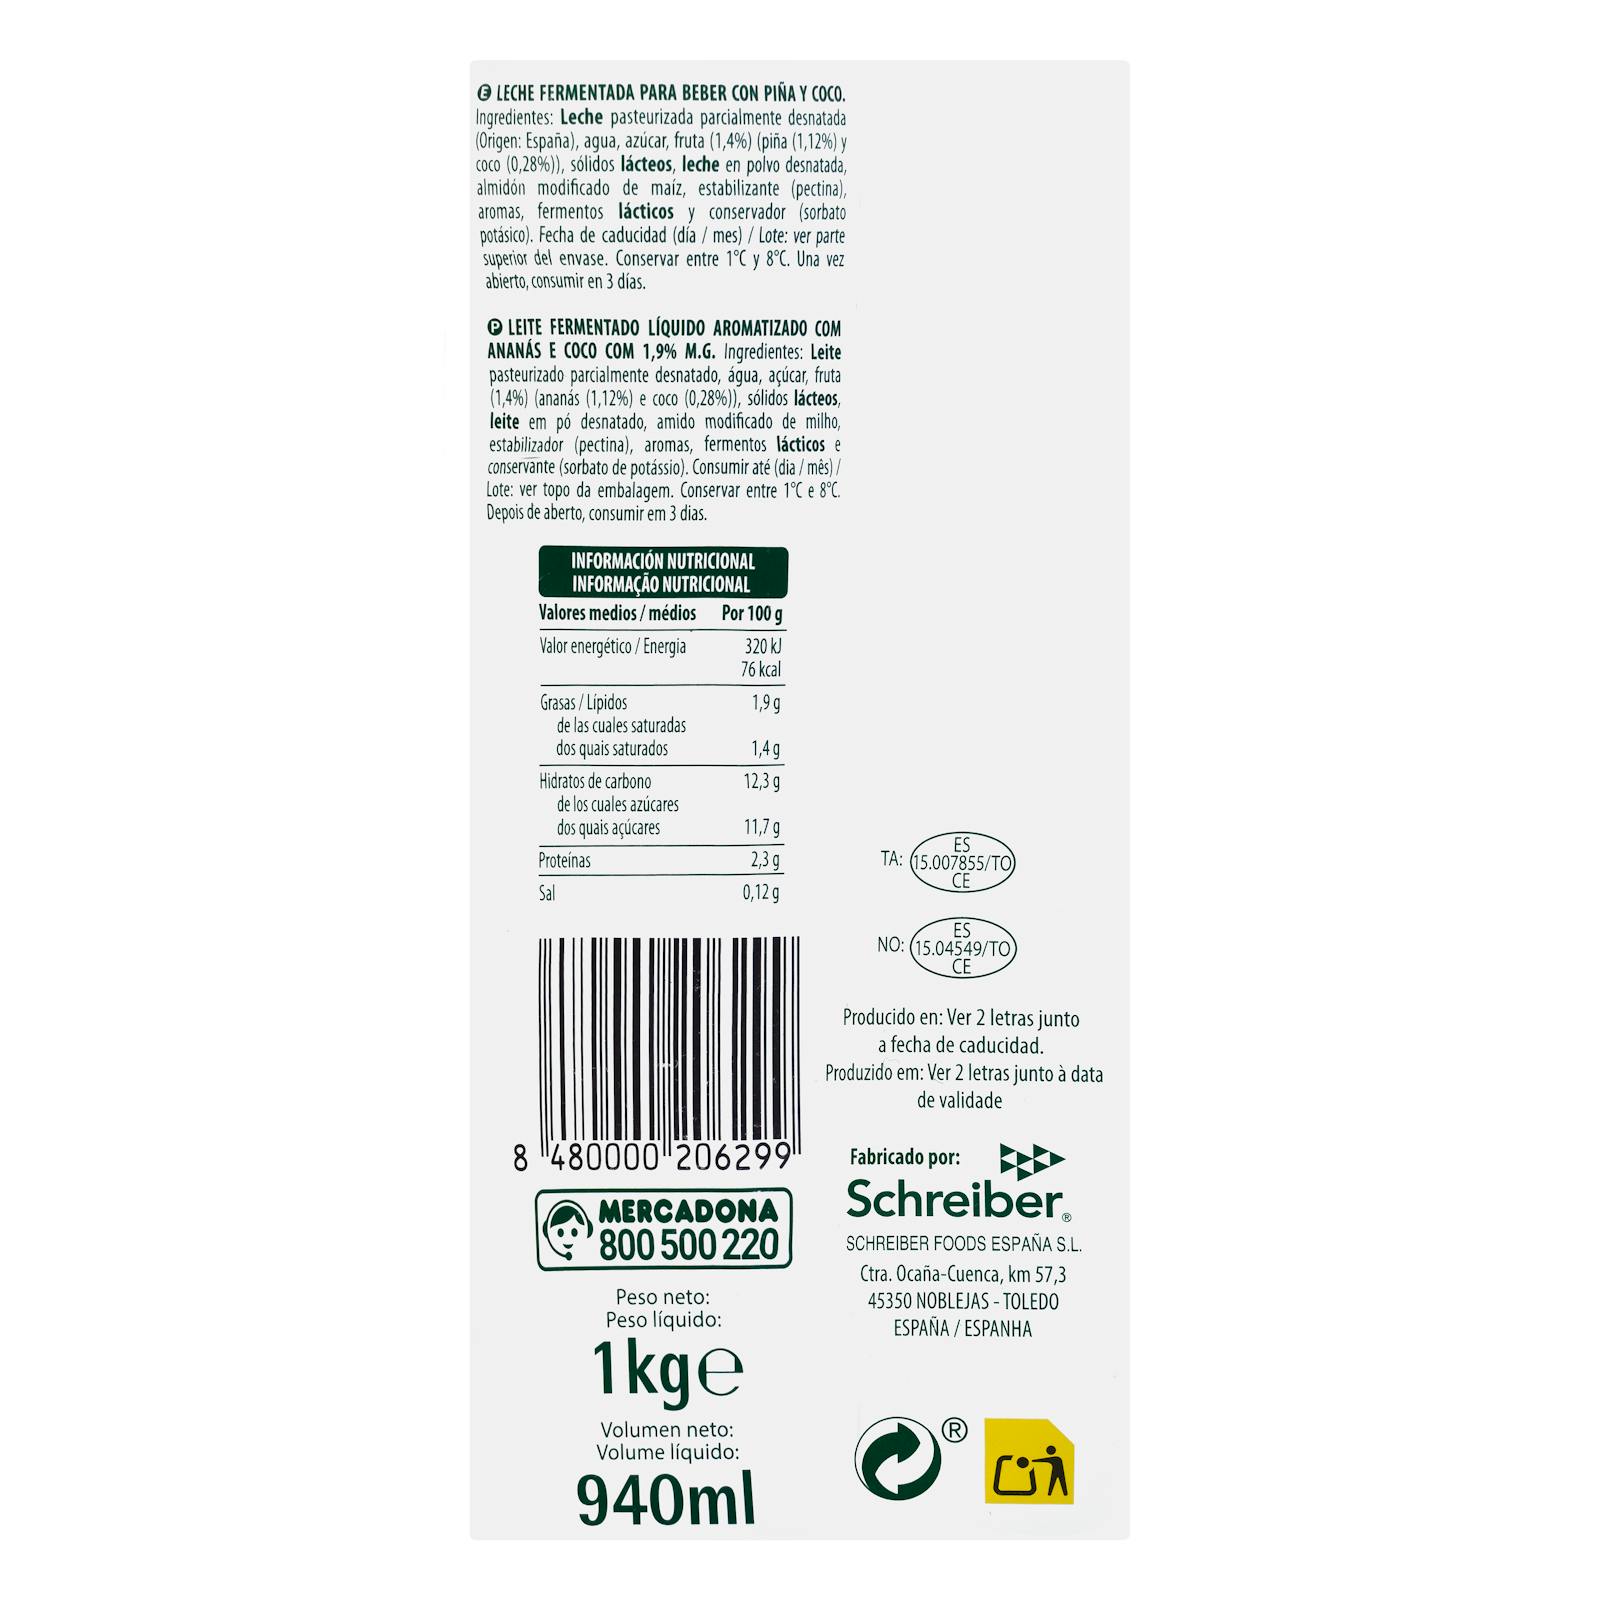 E LECHE FERMENTADA PARA BEBER CON PIÑA Y COCO.
Ingredientes: Leche pasteurizada parcialmente desnatada
(Origen: España), agua, azúcar, fruta (1,4%) (piña (1,12%) y
coco (0,28%)), sólidos lácteos, leche en polvo desnatada,
almidón modificado de maíz, estabilizante (pectina),
aromas, fermentos lácticos y conservador (sorbato
potásico). Fecha de caducidad (día / mes) / Lote: ver parte
superior del envase. Conservar entre 1°C y 8°C. Una vez
abierto, consumir en 3 días.
P LEITE FERMENTADO LÍQUIDO AROMATIZADO COM
ANANÁS E COCO COM 1,9% M.G. Ingredientes: Leite
pasteurizado parcialmente desnatado, água, açúcar, fruta
(1,4%) (ananás (1,12%) e coco (0,28%)), sólidos lácteos,
leite em pó desnatado, amido modificado de milho,
estabilizador (pectina), aromas, fermentos lácticos e
conservante (sorbato de potássio). Consumir até (dia / mês) /
Lote: ver topo da embalagem. Conservar entre 1°C e 8°C.
Depois de aberto, consumir em 3 dias.
INFORMACIÓN NUTRICIONAL
INFORMAÇÃO NUTRICIONAL
Valores medios / médios Por 100 g
Valor energético / Energia 320 kJ
76 kcal
Grasas / Lípidos 1,9 g
de las cuales saturadas
dos quais saturados 1,4 g
Hidratos de carbono 12,3 g
de los cuales azúcares
dos quais açúcares 11,7 g
Proteínas 2,3 g
Sal 0,12 g
8 480000 206299
MERCADONA
800 500 220
Peso neto:
Peso líquido:
1kg e
Volumen neto:
Volume líquido:
940ml
TA: ES
15.007855/TO
CE
NO: ES
15.04549/TO
CE
Producido en: Ver 2 letras junto
a fecha de caducidad.
Produzido em: Ver 2 letras junto à data
de validade
Fabricado por:
Schreiber®
SCHREIBER FOODS ESPAÑA S.L.
Ctra. Ocaña-Cuenca, km 57,3
45350 NOBLEJAS - TOLEDO
ESPAÑA / ESPANHA
®